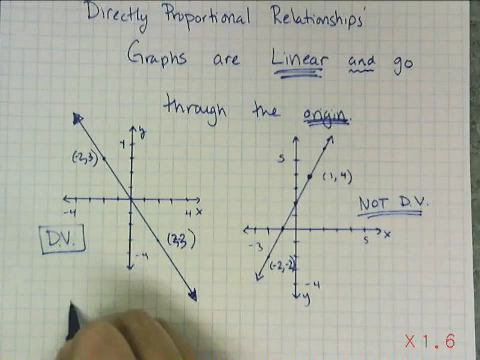 Directly Proportional Relationships'
Graphs are Linear and go
through the origin.
4 y
(-2,3)
-4 4 x
(2,-3)
-4
D.V.
5
(1,4)
NOT D.V.
-3 5 x
(-2,-2)
-4
y
X1.6